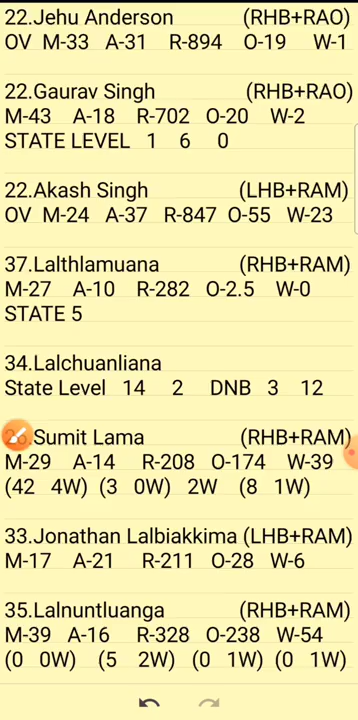 22.Jehu Anderson (RHB+RAO)
OV M-33 A-31 R-894 O-19 W-1
22.Gaurav Singh (RHB+RAO)
M-43 A-18 R-702 O-20 W-2
STATE LEVEL 1 6 0
22.Akash Singh (LHB+RAM)
OV M-24 A-37 R-847 O-55 W-23
37.Lalthlamuana (RHB+RAM)
M-27 A-10 R-282 O-2.5 W-0
STATE 5
34.Lalchuanliana
State Level 14 2 DNB 3 12
Sumit Lama (RHB+RAM)
M-29 A-14 R-208 O-174 W-39
(42 4W) (3 0W) 2W (8 1W)
33.Jonathan Lalbiakkima (LHB+RAM)
M-17 A-21 R-211 O-28 W-6
35.Lalnuntluanga (RHB+RAM)
M-39 A-16 R-328 O-238 W-54
(0 0W) (5 2W) (0 1W) (0 1W)